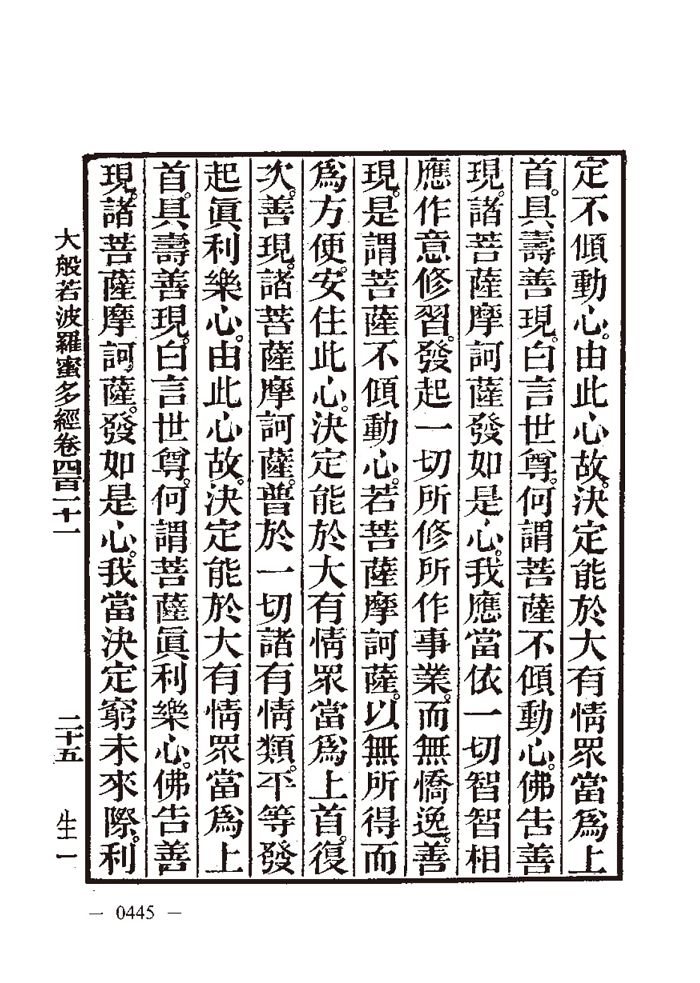 定不傾動心。由此心故。決定能於大有情眾當為上
首。具壽善現。白言世尊。何謂菩薩不傾動心。佛告善
現。諸菩薩摩訶薩發如是心。我應當依一切智智相
應作意修習。發起一切所修所作事業。而無憍逸。善
現。是謂菩薩不傾動心。若菩薩摩訶薩。以無所得而
為方便。安住此心。決定能於大有情眾當為上首。復
次。善現。諸菩薩摩訶薩。普於一切諸有情類。平等發
起眞利樂心。由此心故。決定能於大有情眾當為上
首。具壽善現。白言世尊。何謂菩薩眞利樂心。佛告善
現。諸菩薩摩訶薩。發如是心。我當決定窮未來際。利
大般若波羅蜜多經卷四百一十一 二十五 生一
— 0445 —